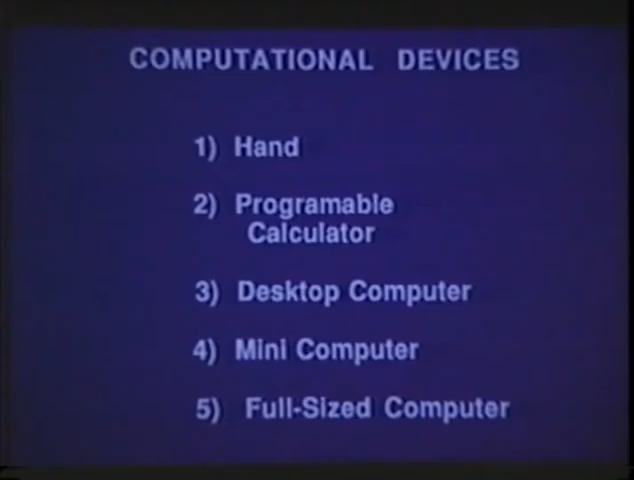 COMPUTATIONAL DEVICES
1) Hand
2) Programable
Calculator
3) Desktop Computer
4) Mini Computer
5) Full-Sized Computer